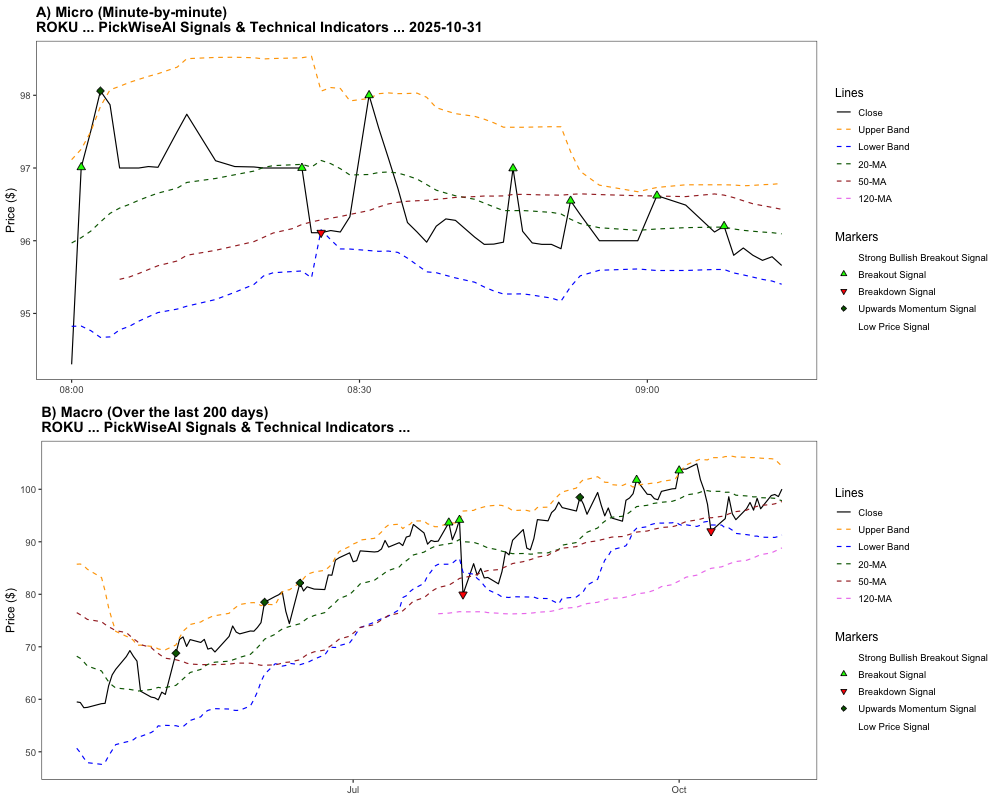 A) Micro (Minute-by-minute)
ROKU ... PickWiseAI Signals & Technical Indicators ... 2025-10-31
Price ($)
98
97
96
95
08:00
08:30
09:00
Lines
Close
Upper Band
Lower Band
20-MA
50-MA
120-MA
Markers
Strong Bullish Breakout Signal
Breakout Signal
Breakdown Signal
Upwards Momentum Signal
Low Price Signal
B) Macro (Over the last 200 days)
ROKU ... PickWiseAI Signals & Technical Indicators ...
Price ($)
100
90
80
70
60
50
Jul
Oct
Lines
Close
Upper Band
Lower Band
20-MA
50-MA
120-MA
Markers
Strong Bullish Breakout Signal
Breakout Signal
Breakdown Signal
Upwards Momentum Signal
Low Price Signal